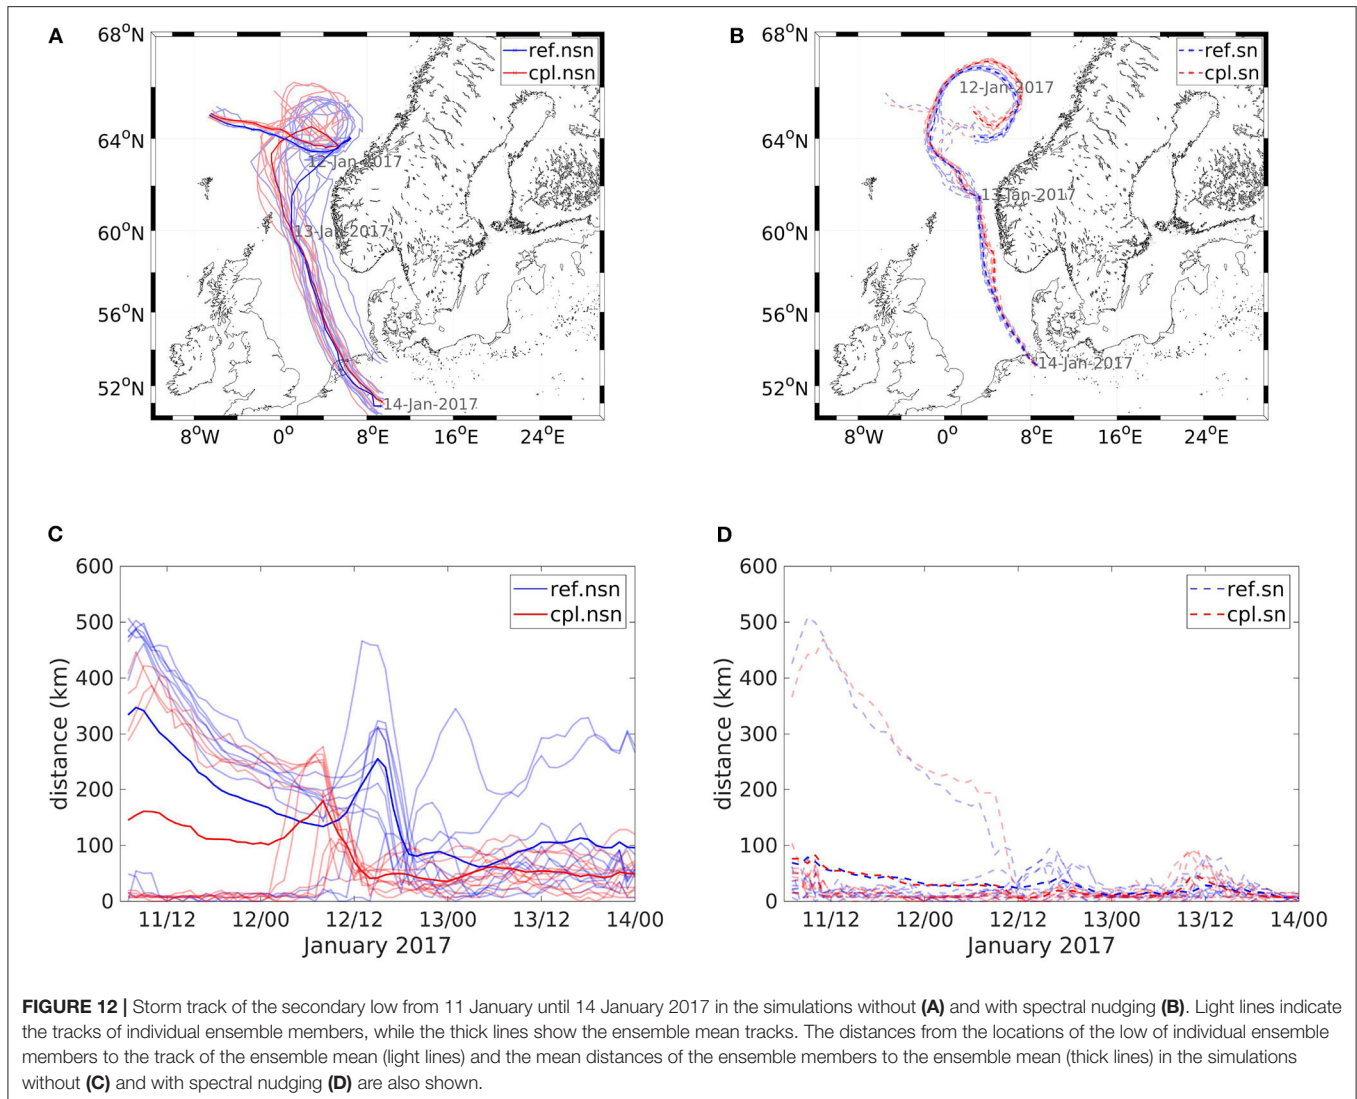 A
68°N
64°N
60°N
56°N
52°N
8°W
0°
8°E
16°E
24°E
ref.nsn
cpl.nsn
12-Jan-2017
13-Jan-2017
14-Jan-2017
B
68°N
64°N
60°N
56°N
52°N
8°W
0°
8°E
16°E
24°E
ref.sn
cpl.sn
12-Jan-2017
13-Jan-2017
14-Jan-2017
C
600
500
400
300
200
100
0
distance (km)
ref.nsn
cpl.nsn
11/12
12/00
12/12
13/00
13/12
14/00
January 2017
D
600
500
400
300
200
100
0
distance (km)
ref.sn
cpl.sn
11/12
12/00
12/12
13/00
13/12
14/00
January 2017
FIGURE 12 | Storm track of the secondary low from 11 January until 14 January 2017 in the simulations without (A) and with spectral nudging (B). Light lines indicate
the tracks of individual ensemble members, while the thick lines show the ensemble mean tracks. The distances from the locations of the low of individual ensemble
members to the track of the ensemble mean (light lines) and the mean distances of the ensemble members to the ensemble mean (thick lines) in the simulations
without (C) and with spectral nudging (D) are also shown.